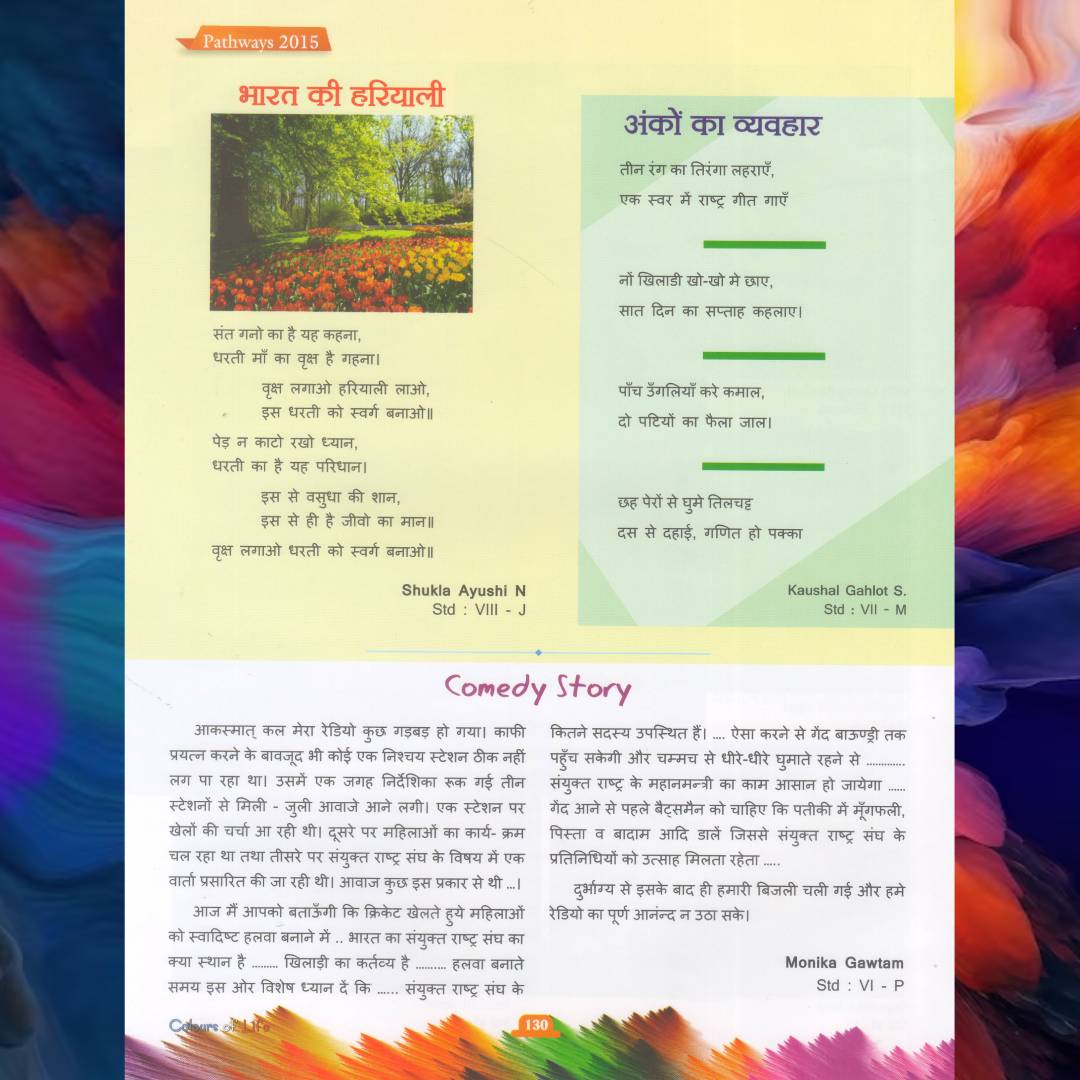 Pathways 2015
भारत की हरियाली
संत गनो का है यह कहना,
धरती माँ का वृक्ष है गहना।
वृक्ष लगाओ हरियाली लाओ,
इस धरती को स्वर्ग बनाओ॥
पेड़ न काटो रखो ध्यान,
धरती का है यह परिधान।
इस से वसुधा की शान,
इस से ही है जीवो का मान॥
वृक्ष लगाओ धरती को स्वर्ग बनाओ॥
Shukla Ayushi N
Std : VIII - J
अंकों का व्यवहार
तीन रंग का तिरंगा लहराएँ,
एक स्वर में राष्ट्र गीत गाएँ
नों खिलाडी खो-खो मे छाए,
सात दिन का सप्ताह कहलाए।
पाँच उँगलियाँ करे कमाल,
दो पटियों का फैला जाल।
छह पेरों से घुमे तिलचट्ट
दस से दहाई, गणित हो पक्का
Kaushal Gahlot S.
Std : VII - M
Comedy Story
आकस्मात् कल मेरा रेडियो कुछ गड़बड़ हो गया। काफी
प्रयत्न करने के बावजूद भी कोई एक निश्चय स्टेशन ठीक नहीं
लग पा रहा था। उसमें एक जगह निर्देशिका रूक गई तीन
स्टेशनों से मिली - जुली आवाजे आने लगी। एक स्टेशन पर
खेलों की चर्चा आ रही थी। दूसरे पर महिलाओं का कार्य- क्रम
चल रहा था तथा तीसरे पर संयुक्त राष्ट्र संघ के विषय में एक
वार्ता प्रसारित की जा रही थी। आवाज कुछ इस प्रकार से थी ...।
आज मैं आपको बताऊँगी कि क्रिकेट खेलते हुये महिलाओं
को स्वादिष्ट हलवा बनाने में .. भारत का संयुक्त राष्ट्र संघ का
क्या स्थान है ......... खिलाड़ी का कर्तव्य है .......... हलवा बनाते
समय इस ओर विशेष ध्यान दें कि ...... संयुक्त राष्ट्र संघ के
कितने सदस्य उपस्थित हैं। .... ऐसा करने से गेंद बाऊण्ड्री तक
पहुँच सकेगी और चम्मच से धीरे-धीरे घुमाते रहने से .............
संयुक्त राष्ट्र के महानमन्त्री का काम आसान हो जायेगा ......
गेंद आने से पहले बैट्समैन को चाहिए कि पतीकी में मूँगफली,
पिस्ता व बादाम आदि डालें जिससे संयुक्त राष्ट्र संघ के
प्रतिनिधियों को उत्साह मिलता रहेता .....
दुर्भाग्य से इसके बाद ही हमारी बिजली चली गई और हमे
रेडियो का पूर्ण आनंन्द न उठा सके।
Monika Gawtam
Std : VI - P
Colours of Life
130